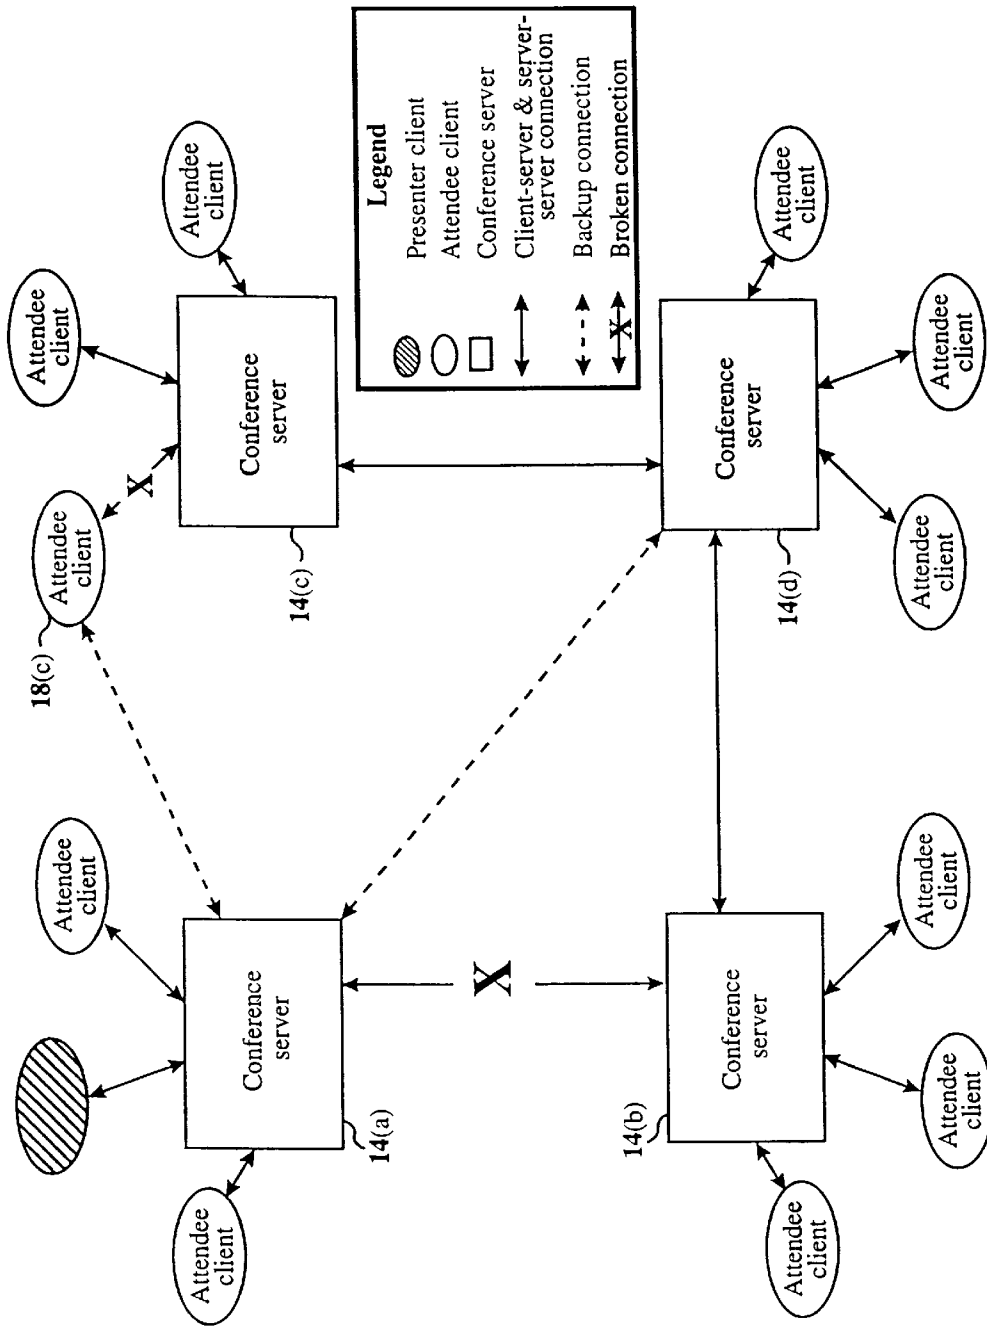 Attendee
client
18(c)
Attendee
client
Attendee
client
Attendee
client
Conference
server
X
Conference
server
Attendee
client
14(a)
14(c)
X
Legend
Presenter client
Attendee client
Conference server
Client-server & server-
server connection
Backup connection
X
Broken connection
14(b)
Conference
server
Conference
server
14(d)
Attendee
client
Attendee
client
Attendee
client
Attendee
client
Attendee
client
Attendee
client